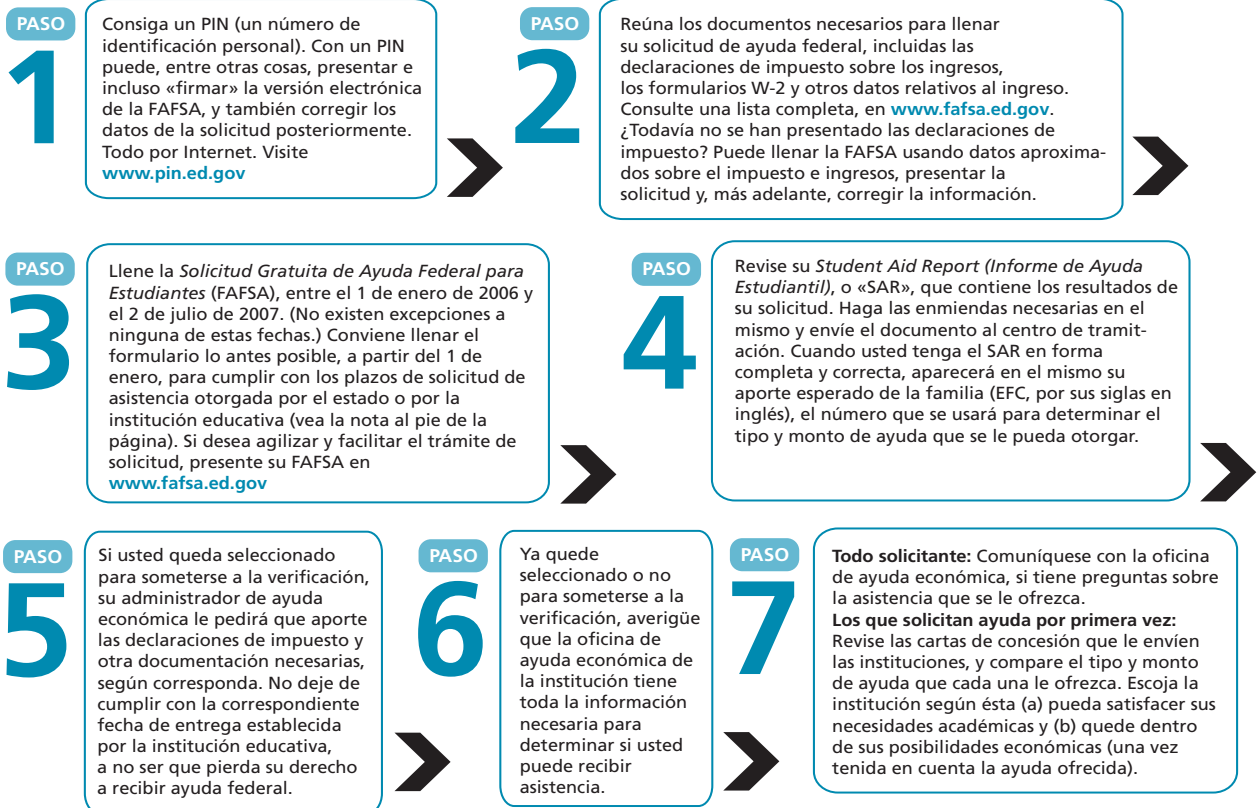 PASO
1
Consiga un PIN (un número de
identificación personal). Con un PIN
puede, entre otras cosas, presentar e
incluso «firmar» la versión electrónica
de la FAFSA, y también corregir los
datos de la solicitud posteriormente.
Todo por Internet. Visite
www.pin.ed.gov
PASO
2
Reúna los documentos necesarios para llenar
su solicitud de ayuda federal, incluidas las
declaraciones de impuesto sobre los ingresos,
los formularios W-2 y otros datos relativos al ingreso.
Consulte una lista completa, en www.fafsa.ed.gov.
¿Todavía no se han presentado las declaraciones de
impuesto? Puede llenar la FAFSA usando datos aproxima-
dos sobre el impuesto e ingresos, presentar la
solicitud y, más adelante, corregir la información.
PASO
3
Llene la Solicitud Gratuita de Ayuda Federal para
Estudiantes (FAFSA), entre el 1 de enero de 2006 y
el 2 de julio de 2007. (No existen excepciones a
ninguna de estas fechas.) Conviene llenar el
formulario lo antes posible, a partir del 1 de
enero, para cumplir con los plazos de solicitud de
asistencia otorgada por el estado o por la
institución educativa (vea la nota al pie de la
página). Si desea agilizar y facilitar el trámite de
solicitud, presente su FAFSA en
www.fafsa.ed.gov
PASO
4
Revise su Student Aid Report (Informe de Ayuda
Estudiantil), o «SAR», que contiene los resultados de
su solicitud. Haga las enmiendas necesarias en el
mismo y envíe el documento al centro de tramit-
ación. Cuando usted tenga el SAR en forma
completa y correcta, aparecerá en el mismo su
aporte esperado de la familia (EFC, por sus siglas en
inglés), el número que se usará para determinar el
tipo y monto de ayuda que se le pueda otorgar.
PASO
5
Si usted queda seleccionado
para someterse a la verificación,
su administrador de ayuda
económica le pedirá que aporte
las declaraciones de impuesto y
otra documentación necesarias,
según corresponda. No deje de
cumplir con la correspondiente
fecha de entrega establecida
por la institución educativa,
a no ser que pierda su derecho
a recibir ayuda federal.
PASO
6
Ya quede
seleccionado o no
para someterse a la
verificación, averigüe
que la oficina de
ayuda económica de
la institución tiene
toda la información
necesaria para
determinar si usted
puede recibir
asistencia.
PASO
7
Todo solicitante: Comuníquese con la oficina
de ayuda económica, si tiene preguntas sobre
la asistencia que se le ofrezca.
Los que solicitan ayuda por primera vez:
Revise las cartas de concesión que le envíen
las instituciones, y compare el tipo y monto
de ayuda que cada una le ofrezca. Escoja la
institución según ésta (a) pueda satisfacer sus
necesidades académicas y (b) quede dentro
de sus posibilidades económicas (una vez
tenida en cuenta la ayuda ofrecida).